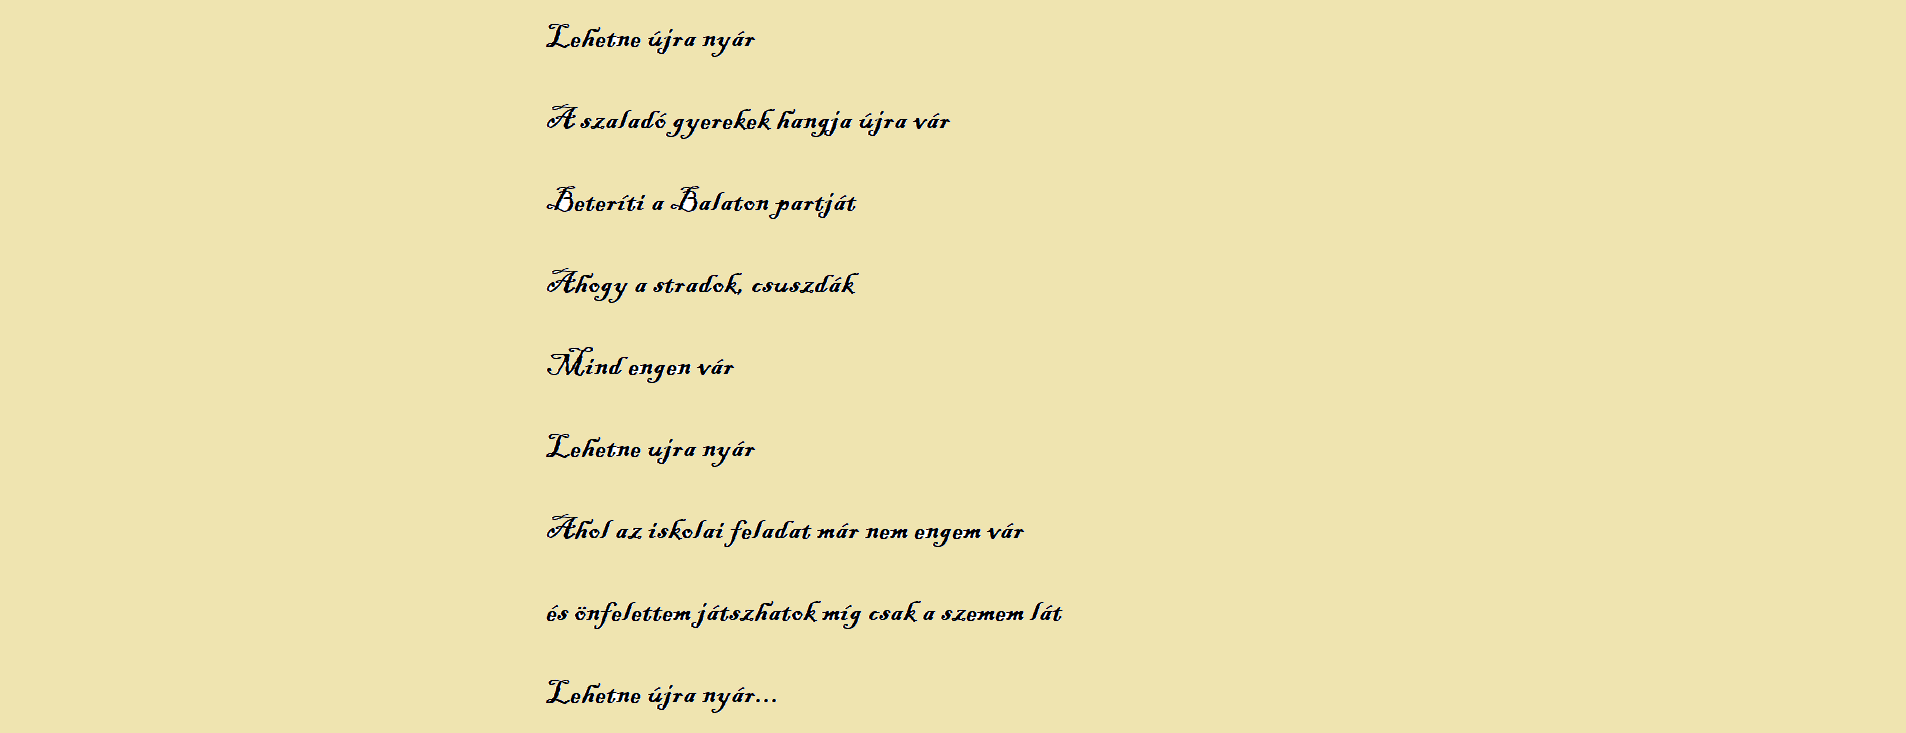 Lehetne újra nyár
A szaladó gyerekek hangja újra vár
Beteríti a Balaton partját
Ahogy a stradok, csuszdák
Mind engen vár
Lehetne ujra nyár
Ahol az iskolai feladat már nem engem vár
és önfelettem játszhatok míg csak a szemem lát
Lehetne újra nyár...